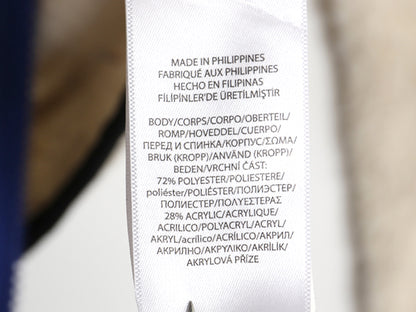 MADE IN PHILIPPINES
FABRIQUÉ AUX PHILIPPINES
HECHO EN FILIPINAS
FİLİPİNLER'DE ÜRETİLMİŞTİR
BODY/CORPS/CORPO/OBERTEIL/
ROMP/HOVEDDEL/CUERPO/
ПЕРЕД И СПИНКА/КОРПУС/ΣΩΜΑ/
BRUK (KROPP)/ANVÄND (KROPP)/
BEDEN/VRCHNÍ ČÁST:
72% POLYESTER/POLIESTERE/
poliéster/POLIÉSTER/ПОЛИЭСТЕР/
ПОЛИЕСТЕР/ΠΟΛΥΕΣΤΕΡΑΣ
28% ACRYLIC/ACRYLIQUE/
ACRILICO/POLYACRYL/ACRYL/
AKRYL/acrílico/ACRÍLICO/АКРИЛ/
АКРИЛНО/ΑΚΡΥΛΙΚΟ/AKRİLİK/
AKRYLOVÁ PŘÍZE